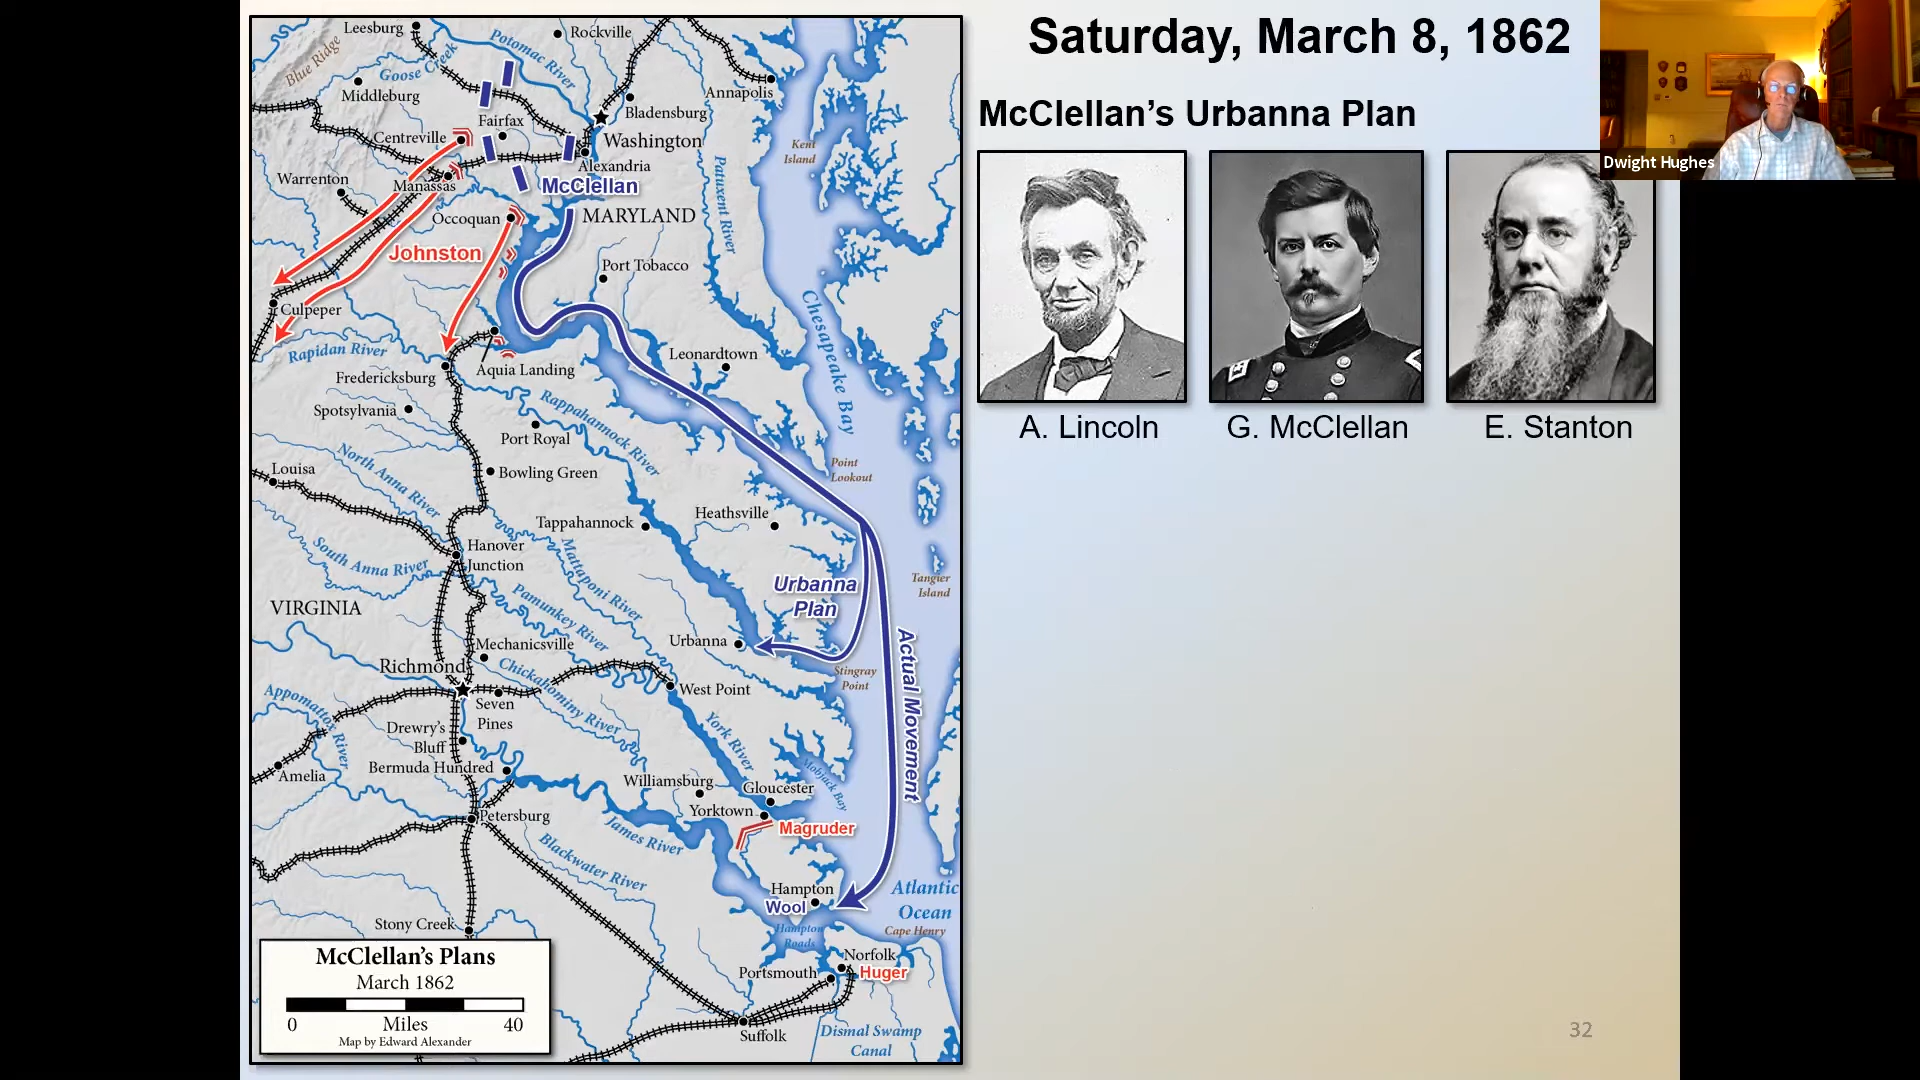 Saturday, March 8, 1862
McClellan’s Urbanna Plan
A. Lincoln
G. McClellan
E. Stanton
Dwight Hughes
32
Leesburg
Rockville
Blue Ridge
Goose Creek
Potomac River
Middleburg
Annapolis
Bladensburg
Fairfax
Centreville
Washington
Kent
Island
Alexandria
Warrenton
Manassas
McClellan
Patuxent River
Occoquan
MARYLAND
Johnston
Port Tobacco
Culpeper
Chesapeake Bay
Rapidan River
Leonardtown
Aquia Landing
Fredericksburg
Rappahannock River
Spotsylvania
Port Royal
North Anna River
Point
Lookout
Louisa
Bowling Green
Heathsville
Tappahannock
Hanover
Junction
South Anna River
Mattaponi River
Urbanna
Plan
Tangier
Island
VIRGINIA
Pamunkey River
Urbanna
Mechanicsville
Actual Movement
Richmond
Chickahominy River
Stingray
Point
West Point
Appomattox River
Seven
Pines
Drewry’s
Bluff
York River
Bermuda Hundred
Mobjack Bay
Amelia
Williamsburg
Gloucester
Yorktown
Petersburg
James River
Magruder
Blackwater River
Hampton
Wool
Atlantic
Ocean
Stony Creek
Hampton
Roads
Cape Henry
Norfolk
Portsmouth
Huger
Suffolk
Dismal Swamp
Canal
McClellan’s Plans
March 1862
0 Miles 40
Map by Edward Alexander